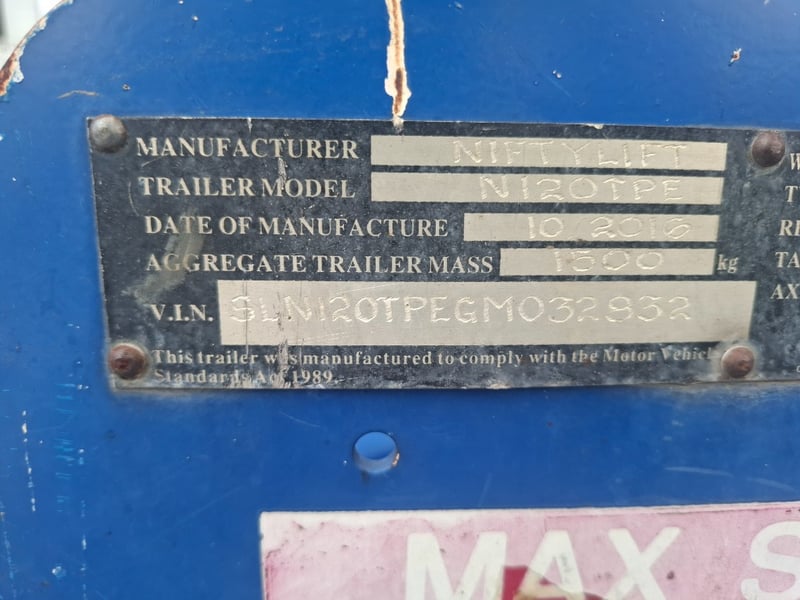 MANUFACTURER NIFTYLIFT
TRAILER MODEL N120TPE
DATE OF MANUFACTURE 10 2016
AGGREGATE TRAILER MASS 1500 kg
V.I.N. SLN120TPEGM032832
This trailer was manufactured to comply with the Motor Vehicle
Standards Act 1989.
MAX